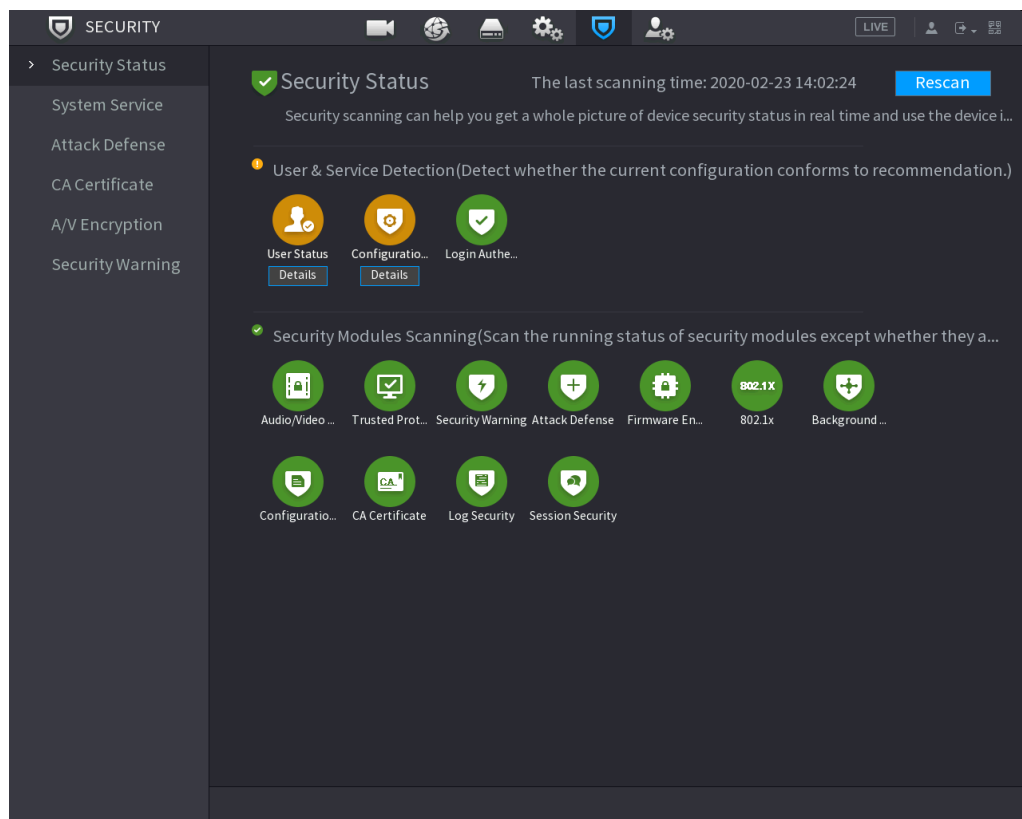 SECURITY
LIVE
Security Status
System Service
Attack Defense
CA Certificate
A/V Encryption
Security Warning
Security Status
The last scanning time: 2020-02-23 14:02:24
Rescan
Security scanning can help you get a whole picture of device security status in real time and use the device i...
User & Service Detection(Detect whether the current configuration conforms to recommendation.)
User Status Configuratio... Login Authe...
Details Details
Security Modules Scanning(Scan the running status of security modules except whether they a...
802.1X
Audio/Video ... Trusted Prot... Security Warning Attack Defense Firmware En... 802.1x Background ...
CA
Configuratio... CA Certificate Log Security Session Security